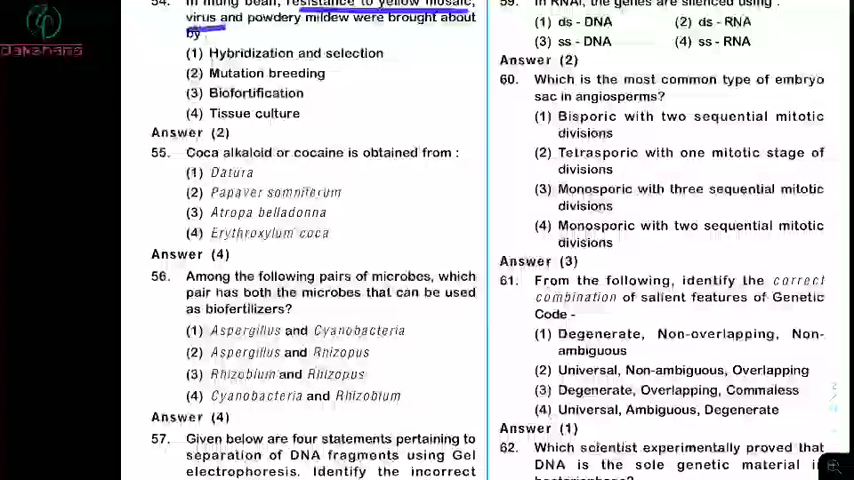 54. In mung bean, resistance to yellow mosaic,
virus and powdery mildew were brought about
by
(1) Hybridization and selection
(2) Mutation breeding
(3) Biofortification
(4) Tissue culture
Answer (2)
55. Coca alkaloid or cocaine is obtained from :
(1) Datura
(2) Papaver somniferum
(3) Atropa belladonna
(4) Erythroxylum coca
Answer (4)
56. Among the following pairs of microbes, which
pair has both the microbes that can be used
as biofertilizers?
(1) Aspergillus and Cyanobacteria
(2) Aspergillus and Rhizopus
(3) Rhizobium and Rhizopus
(4) Cyanobacteria and Rhizobium
Answer (4)
57. Given below are four statements pertaining to
separation of DNA fragments using Gel
electrophoresis. Identify the incorrect
59. In RNAi, the genes are silenced using :
(1) ds - DNA (2) ds - RNA
(3) ss - DNA (4) ss - RNA
Answer (2)
60. Which is the most common type of embryo
sac in angiosperms?
(1) Bisporic with two sequential mitotic
divisions
(2) Tetrasporic with one mitotic stage of
divisions
(3) Monosporic with three sequential mitotic
divisions
(4) Monosporic with two sequential mitotic
divisions
Answer (3)
61. From the following, identify the correct
combination of salient features of Genetic
Code -
(1) Degenerate, Non-overlapping, Non-
ambiguous
(2) Universal, Non-ambiguous, Overlapping
(3) Degenerate, Overlapping, Commaless
(4) Universal, Ambiguous, Degenerate
Answer (1)
62. Which scientist experimentally proved that
DNA is the sole genetic material in
bacteriophage?